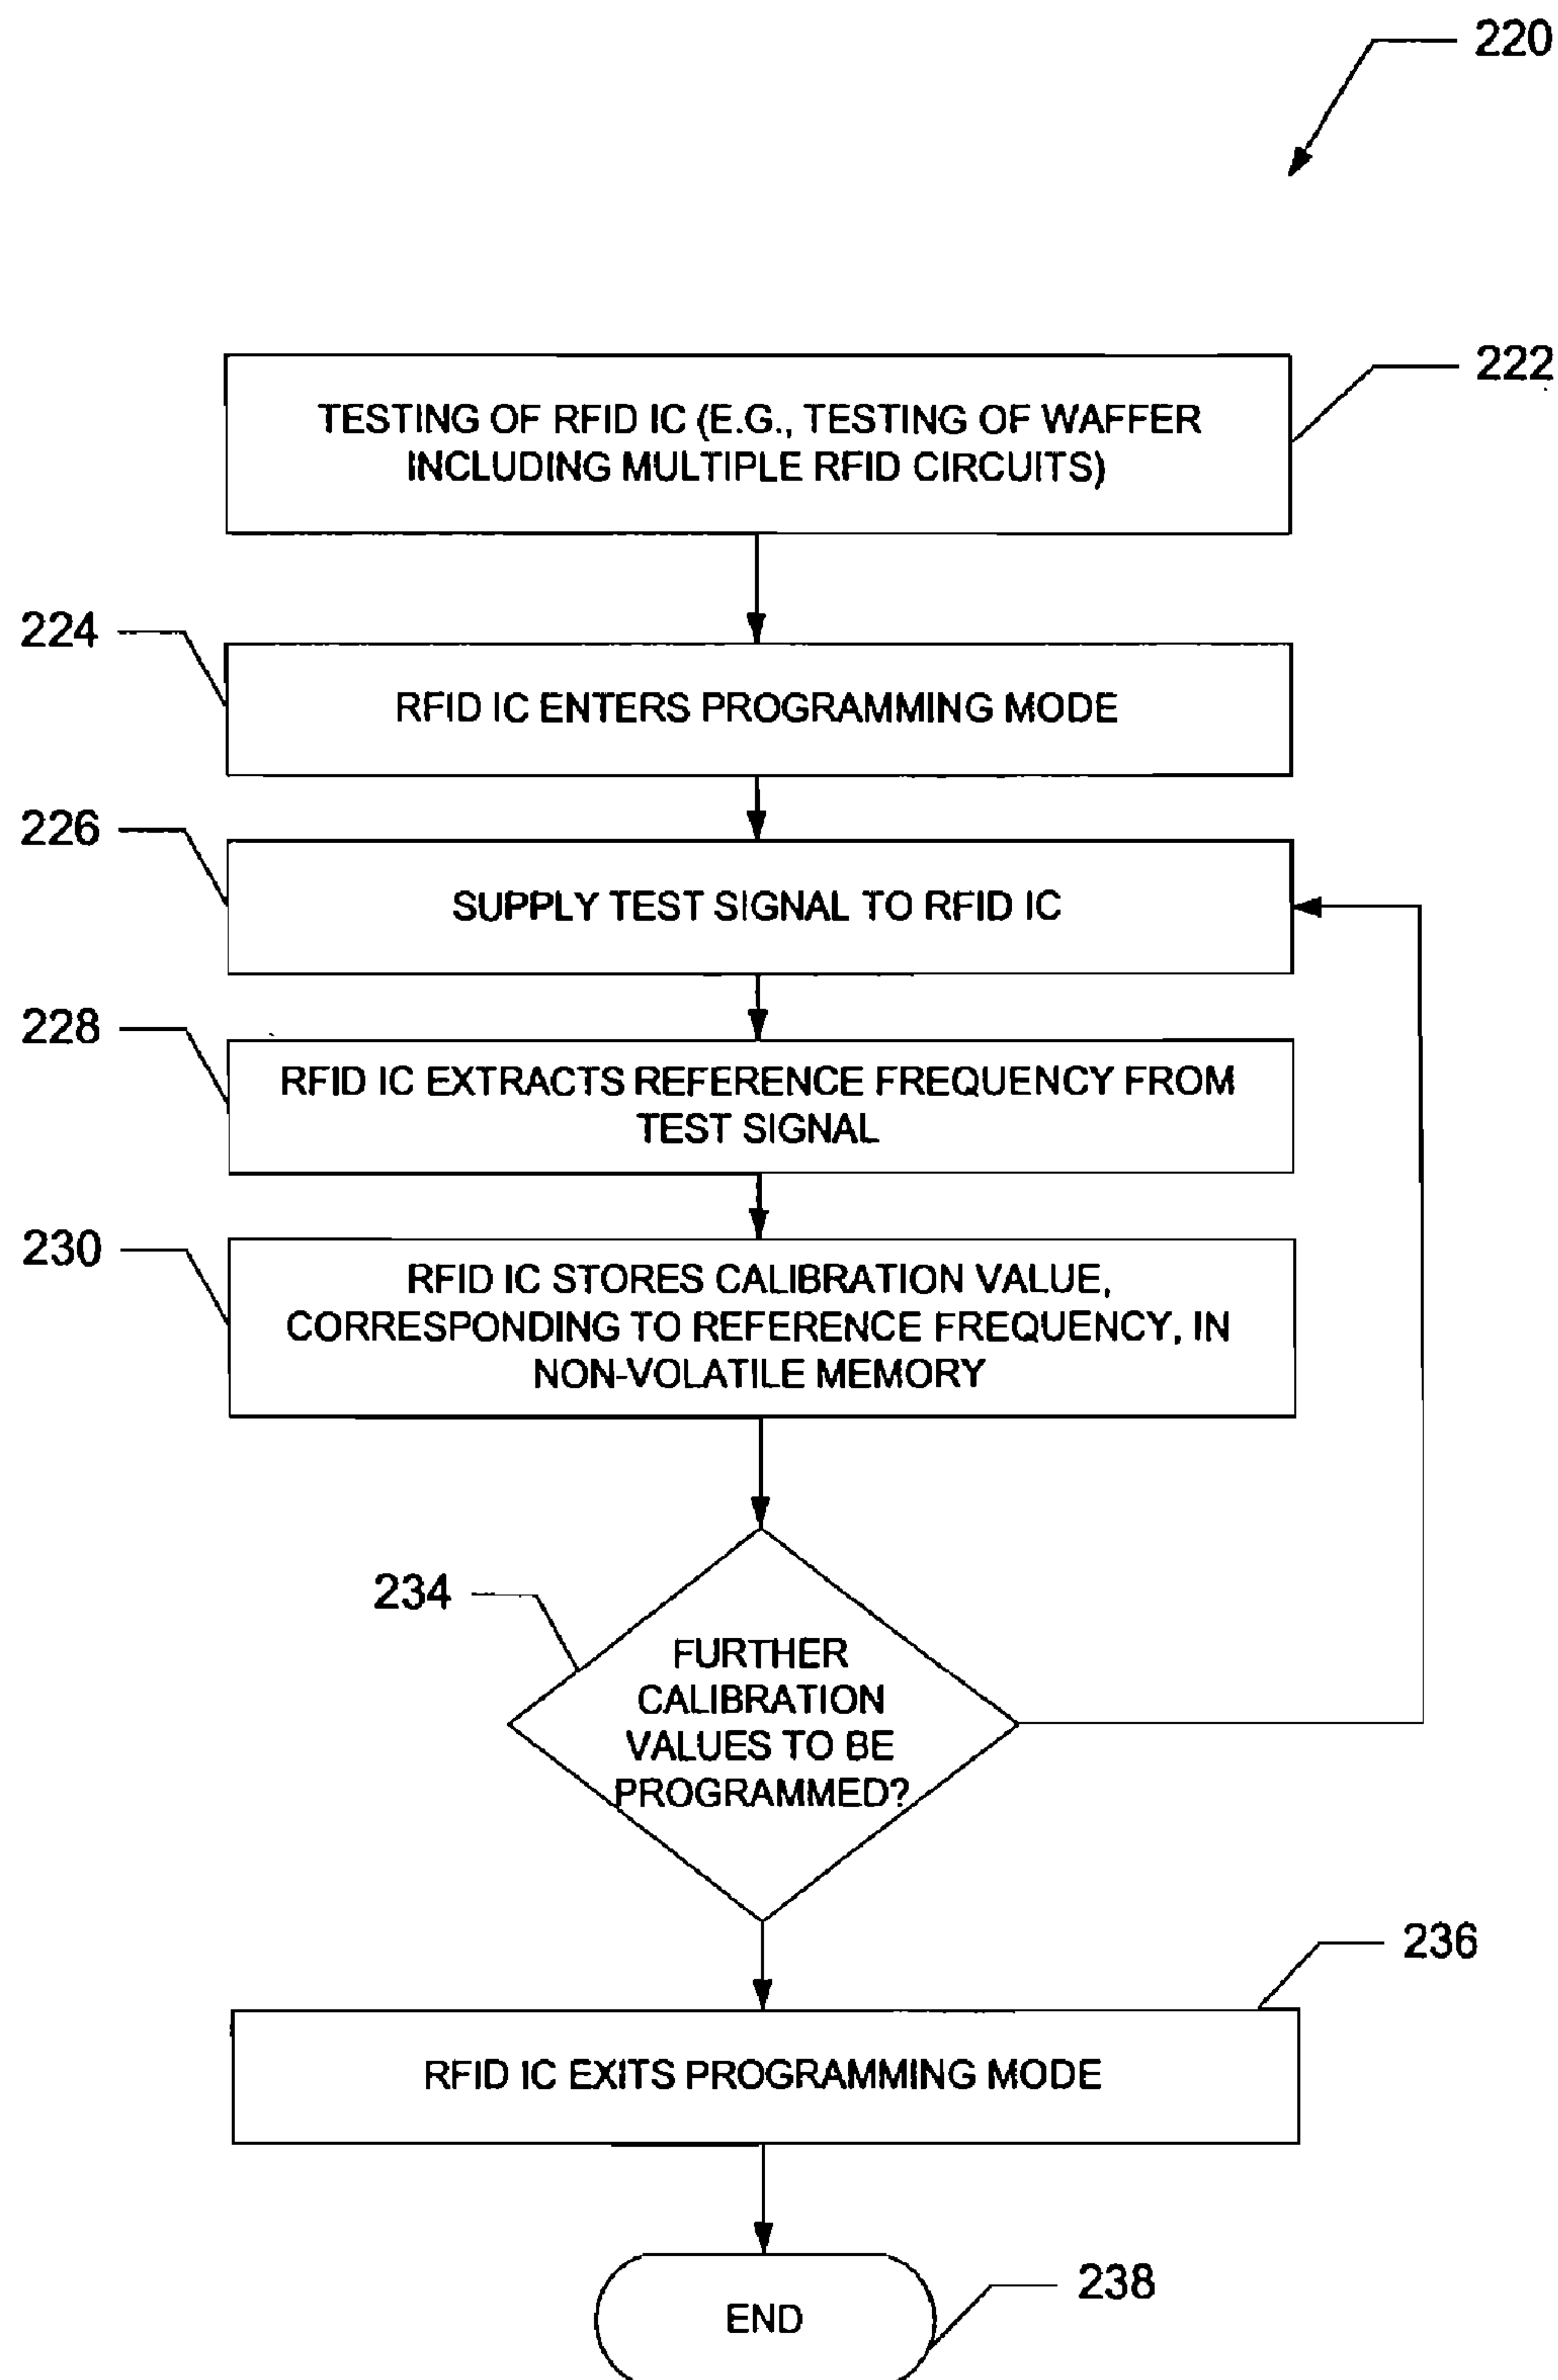 220
222
TESTING OF RFID IC (E.G., TESTING OF WAFFER
INCLUDING MULTIPLE RFID CIRCUITS)
224
RFID IC ENTERS PROGRAMMING MODE
226
SUPPLY TEST SIGNAL TO RFID IC
228
RFID IC EXTRACTS REFERENCE FREQUENCY FROM
TEST SIGNAL
230
RFID IC STORES CALIBRATION VALUE,
CORRESPONDING TO REFERENCE FREQUENCY, IN
NON-VOLATILE MEMORY
234
FURTHER
CALIBRATION
VALUES TO BE
PROGRAMMED?
236
RFID IC EXITS PROGRAMMING MODE
238
END